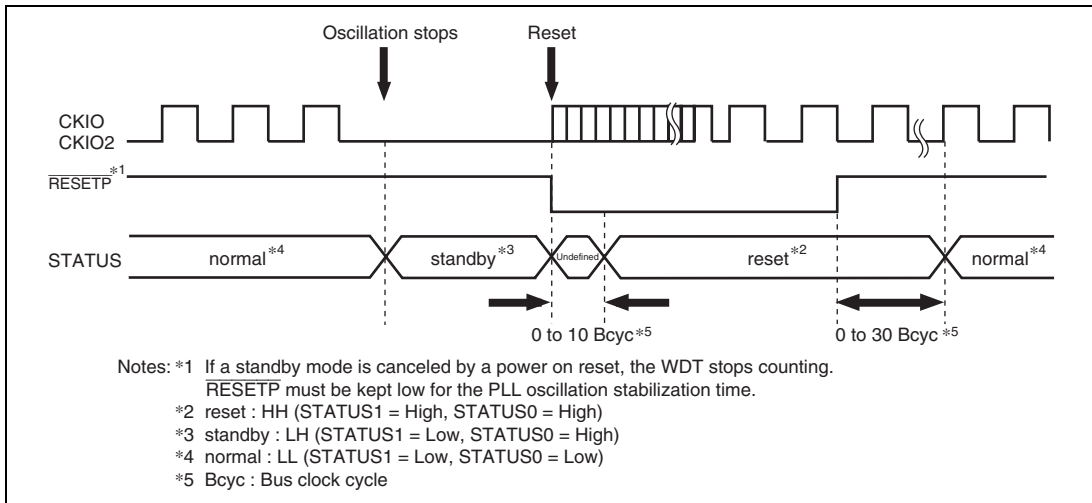 Oscillation stops Reset
CKIO
CKIO2
RESETP*1
STATUS normal*4 standby*3 Undefined reset*2 normal*4
0 to 10 Bcyc*5 0 to 30 Bcyc*5
Notes: *1 If a standby mode is canceled by a power on reset, the WDT stops counting.
RESETP must be kept low for the PLL oscillation stabilization time.
*2 reset : HH (STATUS1 = High, STATUS0 = High)
*3 standby : LH (STATUS1 = Low, STATUS0 = High)
*4 normal : LL (STATUS1 = Low, STATUS0 = Low)
*5 Bcyc : Bus clock cycle